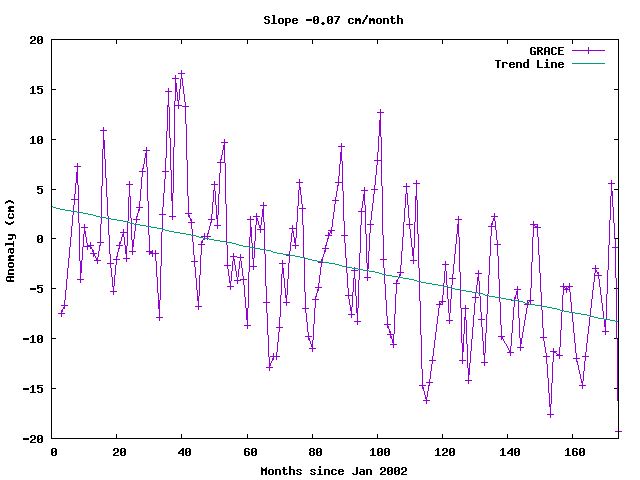 Slope -0.07 cm/month
GRACE
Trend Line
20
15
10
5
0
-5
-10
-15
-20
Anomaly (cm)
0 20 40 60 80 100 120 140 160
Months since Jan 2002